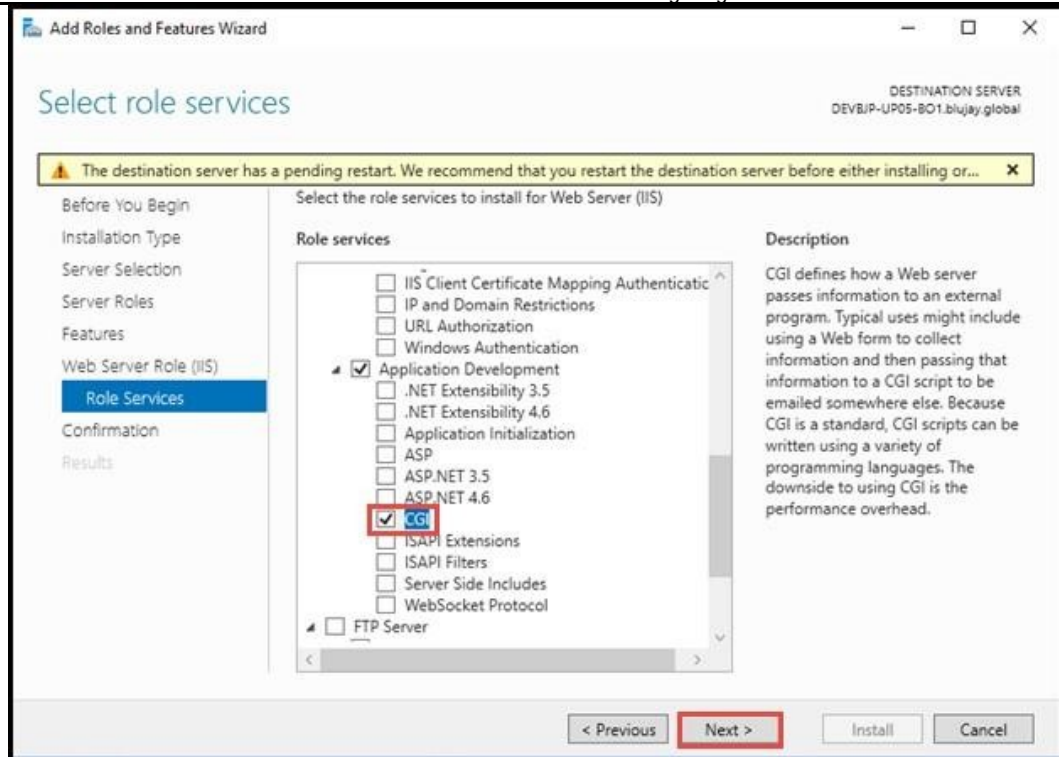 Add Roles and Features Wizard
Select role services
DESTINATION SERVER
DEVBJP-UP05-BO1.blujay.global
The destination server has a pending restart. We recommend that you restart the destination server before either installing or...
Before You Begin
Installation Type
Server Selection
Server Roles
Features
Web Server Role (IIS)
Role Services
Confirmation
Results
Select the role services to install for Web Server (IIS)
Role services
IIS Client Certificate Mapping Authenticatic
IP and Domain Restrictions
URL Authorization
Windows Authentication
Application Development
.NET Extensibility 3.5
.NET Extensibility 4.6
Application Initialization
ASP
ASP.NET 3.5
ASP.NET 4.6
CGI
ISAPI Extensions
ISAPI Filters
Server Side Includes
WebSocket Protocol
FTP Server
Description
CGI defines how a Web server
passes information to an external
program. Typical uses might include
using a Web form to collect
information and then passing that
information to a CGI script to be
emailed somewhere else. Because
CGI is a standard, CGI scripts can be
written using a variety of
programming languages. The
downside to using CGI is the
performance overhead.
< Previous
Next >
Install
Cancel